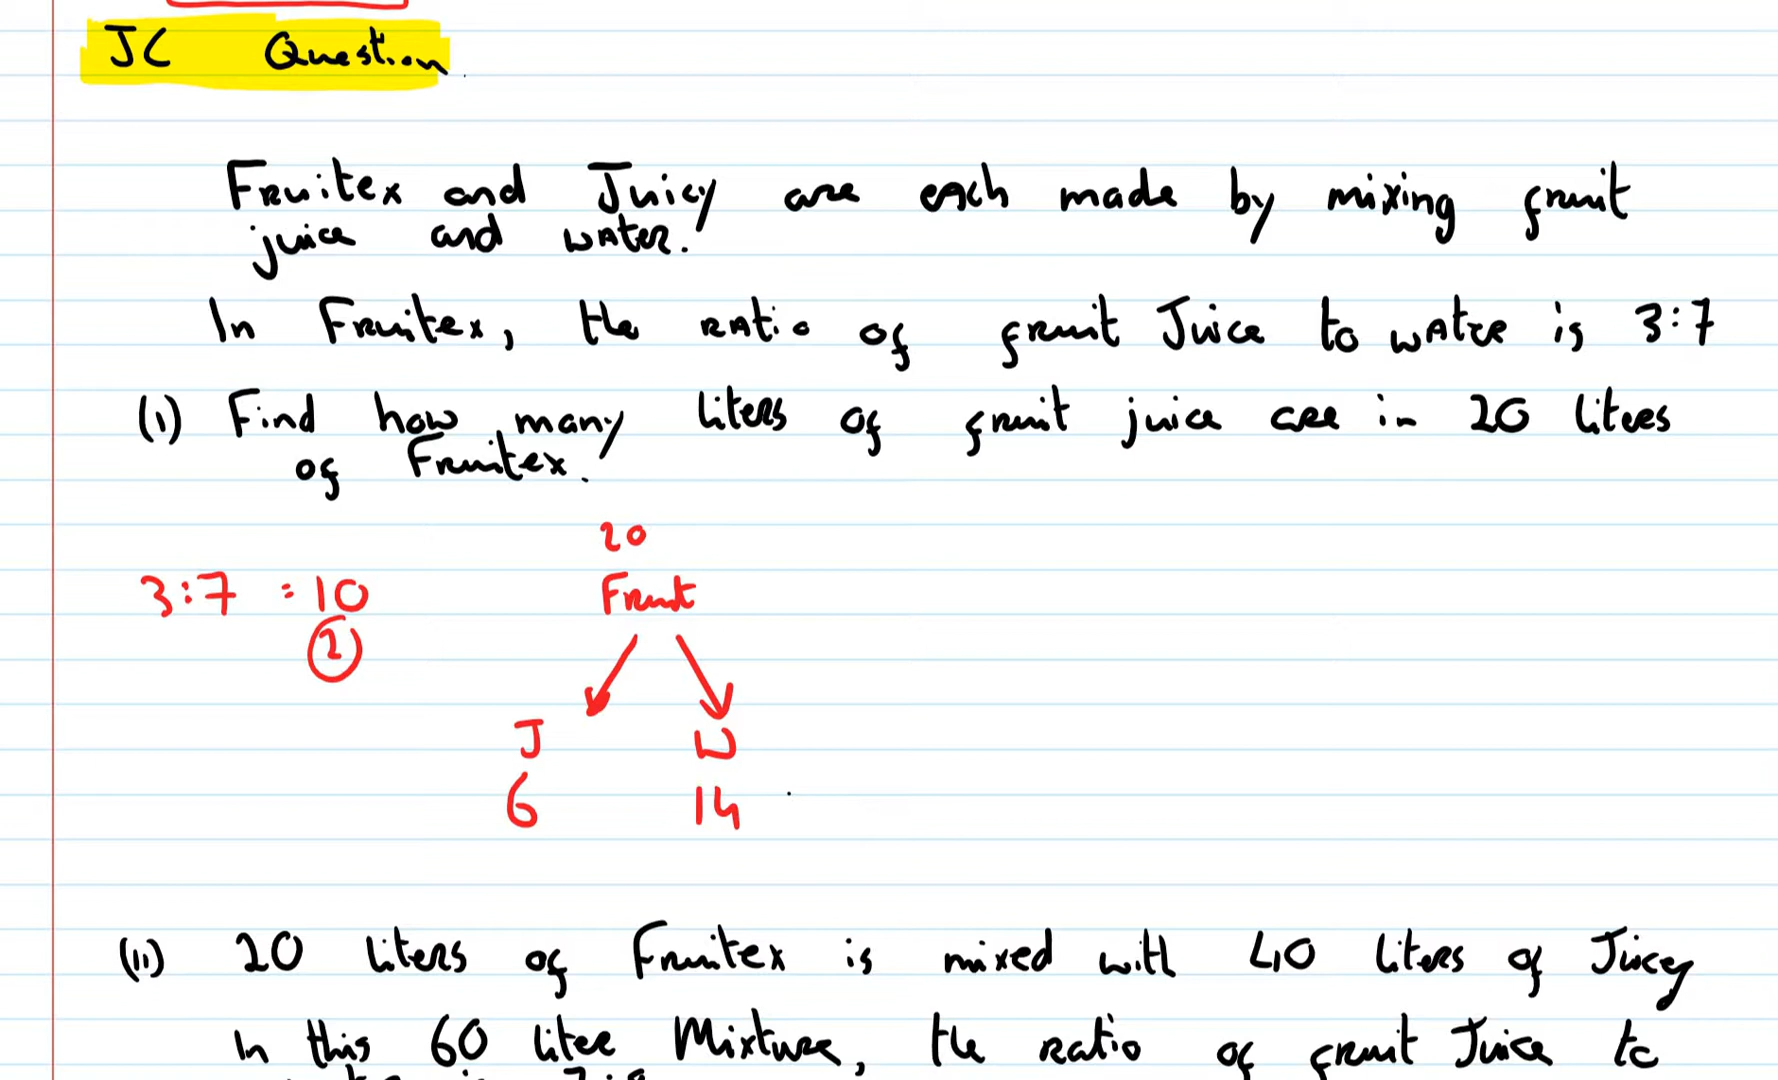 JC Question
Fruitex and Juicy are each made by mixing fruit
juice and water.
In Fruitex, the ratio of fruit Juice to water is 3:7
(i) Find how many liters of fruit juice are in 20 liters
of Fruitex.
20
3:7 = 10 Fruit
2
J W
6 14
(ii) 20 liters of Fruitex is mixed with 40 liters of Juicy
In this 60 liter Mixture, the ratio of fruit Juice to